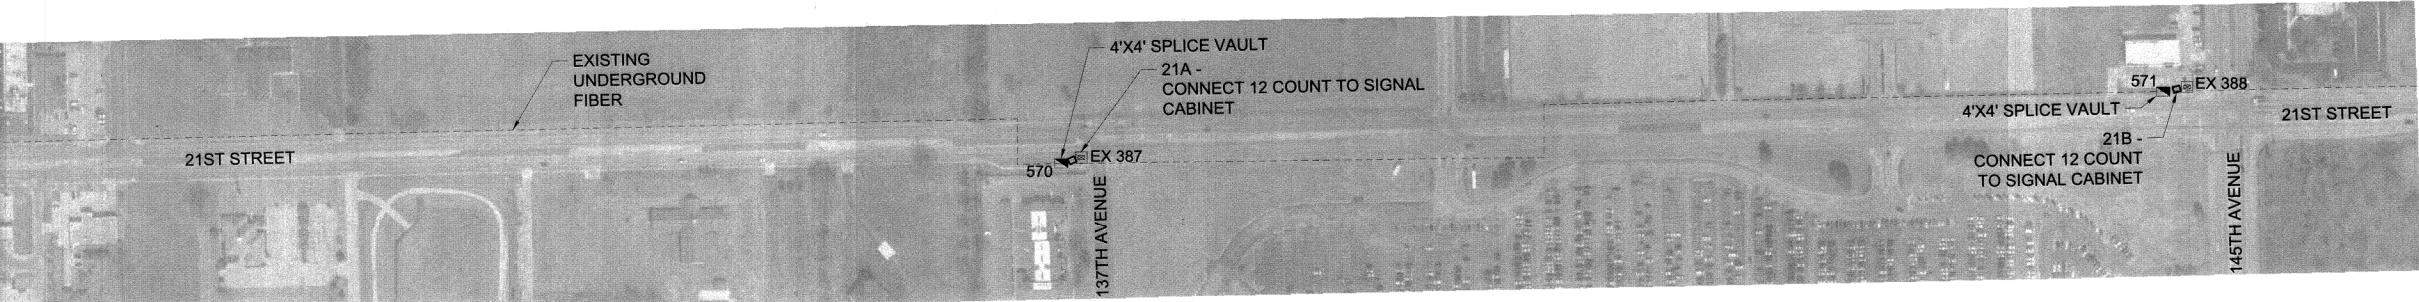 EXISTING
UNDERGROUND
FIBER
21ST STREET
4'X4' SPLICE VAULT
21A -
CONNECT 12 COUNT TO SIGNAL
CABINET
570
EX 387
137TH AVENUE
571
EX 388
4'X4' SPLICE VAULT
21ST STREET
21B -
CONNECT 12 COUNT
TO SIGNAL CABINET
145TH AVENUE